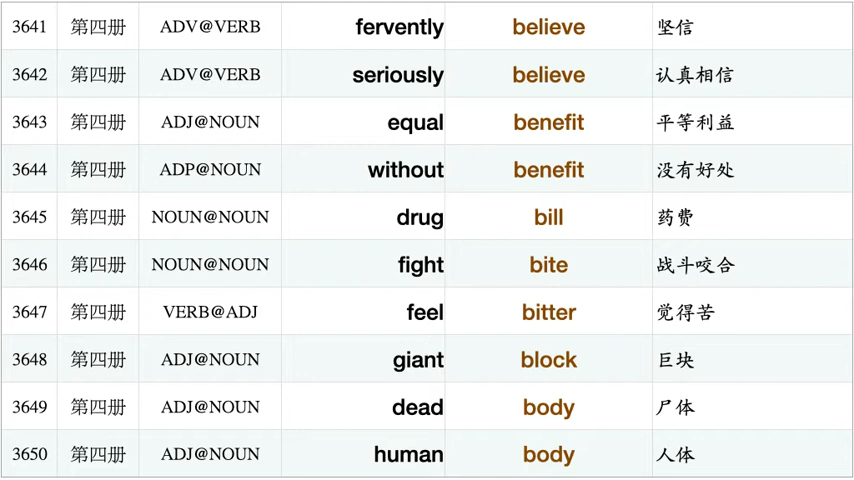 3641 第四册 ADV@VERB fervently believe 坚信
3642 第四册 ADV@VERB seriously believe 认真相信
3643 第四册 ADJ@NOUN equal benefit 平等利益
3644 第四册 ADP@NOUN without benefit 没有好处
3645 第四册 NOUN@NOUN drug bill 药费
3646 第四册 NOUN@NOUN fight bite 战斗咬合
3647 第四册 VERB@ADJ feel bitter 觉得苦
3648 第四册 ADJ@NOUN giant block 巨块
3649 第四册 ADJ@NOUN dead body 尸体
3650 第四册 ADJ@NOUN human body 人体